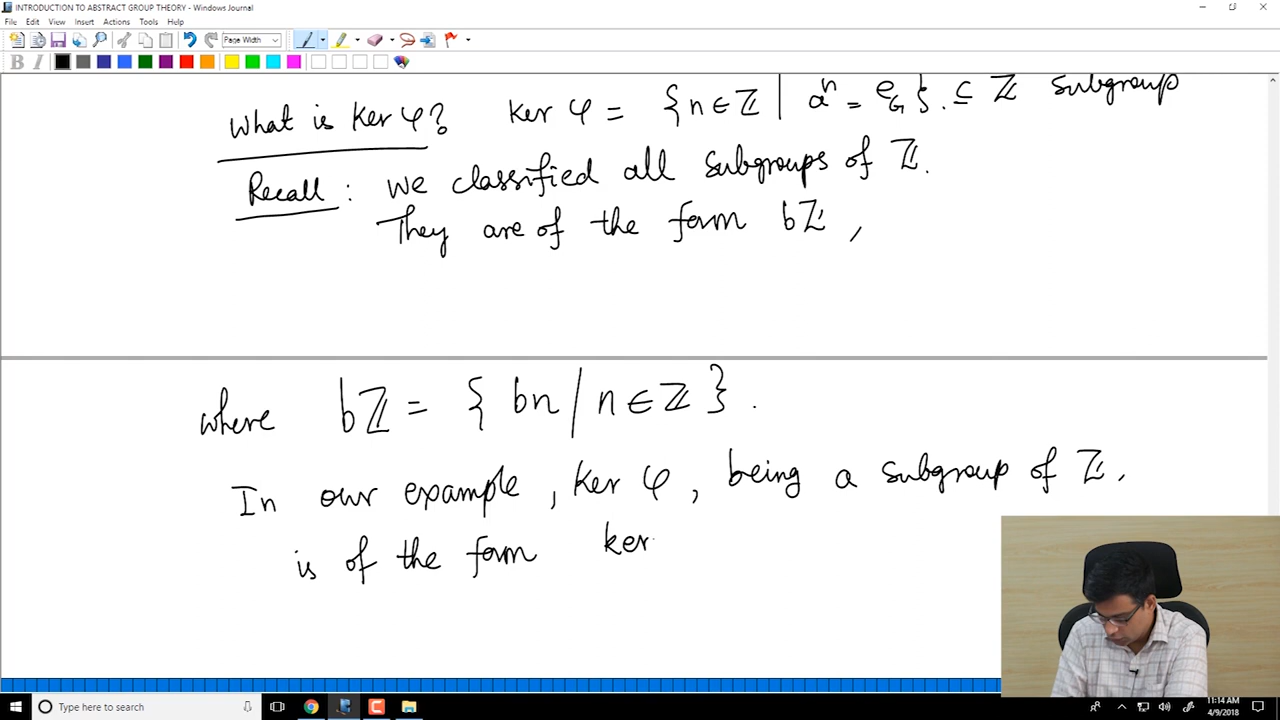 INTRODUCTION TO ABSTRACT GROUP THEORY - Windows Journal
File Edit View Insert Actions Tools Help
Page Width
B I
What is Ker φ? Ker φ = {n ∈ ℤ | aⁿ = e_G}. ⊆ ℤ subgroup
Recall : We classified all subgroups of ℤ.
They are of the form bℤ ,
where bℤ = { bn | n ∈ ℤ } .
In our example , Ker φ , being a subgroup of ℤ ,
is of the form ker
Type here to search
11:14 AM
4/9/2018